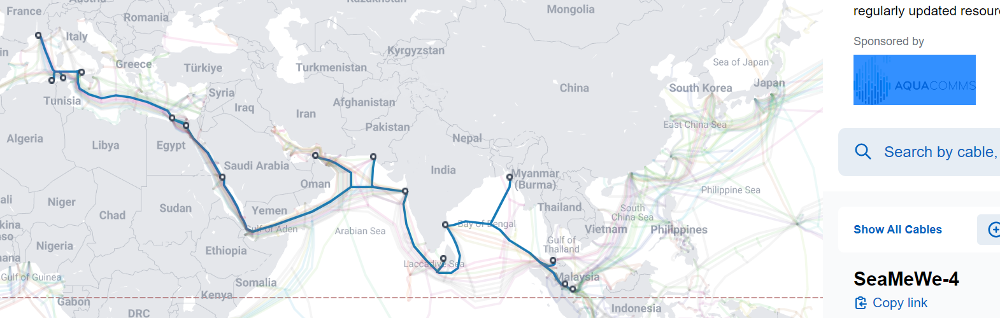 Austria
Kazakhstan
France
Romania
Mongolia
regularly updated resour
Italy
Sponsored by
Kyrgyzstan
in
Greece
Türkiye
Turkmenistan
Sea of Japan
AQUACOMMS
China
South Korea
Japan
Syria
Tunisia
Iraq
Afghanistan
Iran
Pakistan
East China Sea
Algeria
Libya
Egypt
Nepal
Search by cable,
Saudi Arabia
India
Myanmar
(Burma)
Oman
Philippine Sea
ali
Niger
Chad
Sudan
Yemen
Thailand
South
China Sea
kina
aso
Gulf of Aden
Arabian Sea
Bay of Bengal
Vietnam
Philippines
Show All Cables
Nigeria
Ethiopia
Gulf of
Thailand
hana
Laccadive Sea
Gulf of Guinea
Somalia
Malaysia
SeaMeWe-4
Gabon
Kenya
Copy link
DRC
Indonesia